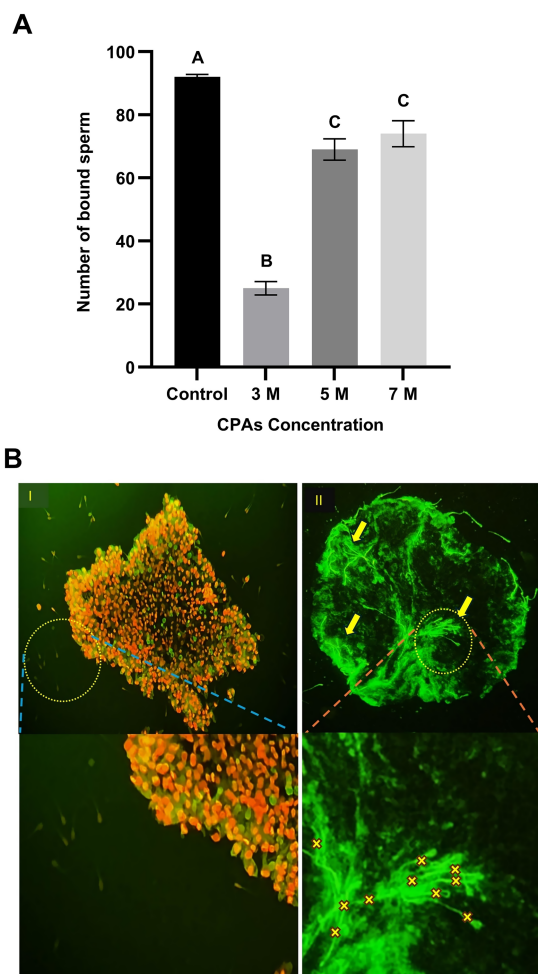 A
100
80
60
40
20
0
Number of bound sperm
A
B
C
C
Control 3 M 5 M 7 M
CPAs Concentration
B
I
II